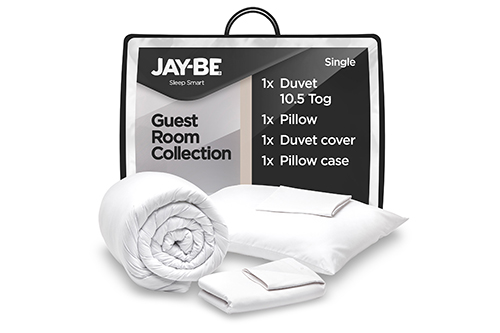 JAY-BE
Sleep Smart
Guest
Room
Collection
Single
1x Duvet
10.5 Tog
1x Pillow
1x Duvet cover
1x Pillow case